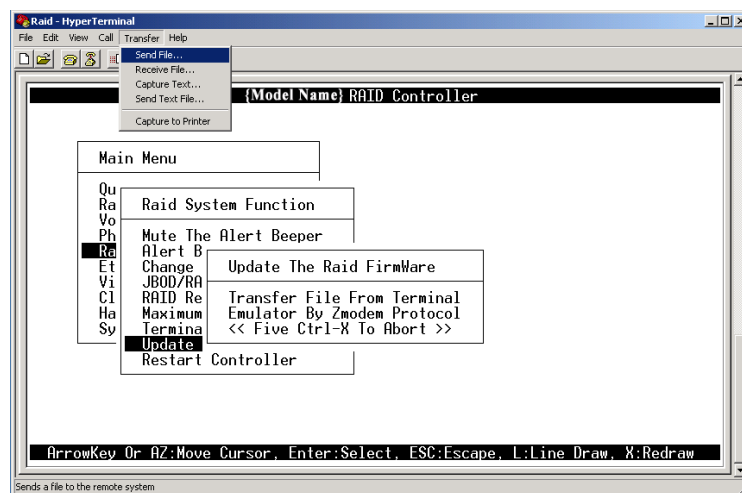 Raid - HyperTerminal
File Edit View Call Transfer Help
Send File...
Receive File...
Capture Text...
Send Text File...
Capture to Printer
{Model Name} RAID Controller
Main Menu
Qu
Ra
Vo
Ph
Ra
Et
Vi
Cl
Ha
Sy
Raid System Function
Mute The Alert Beeper
Alert B
Change
JBOD/RA
RAID Re
Maximum
Termina
Update
Restart Controller
Update The Raid FirmWare
Transfer File From Terminal
Emulator By Zmodem Protocol
<< Five Ctrl-X To Abort >>
ArrowKey Or AZ:Move Cursor, Enter:Select, ESC:Escape, L:Line Draw, X:Redraw
Sends a file to the remote system